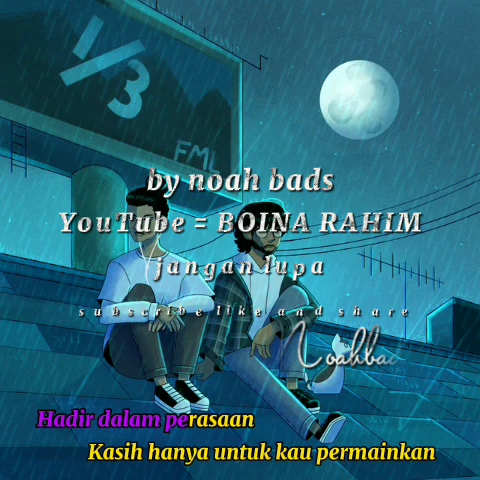 1/3
FML
by noah bads
YouTube = BOINA RAHIM
jangan lupa
subscribe like and share
Noahbad
Hadir dalam perasaan
Kasih hanya untuk kau permainkan